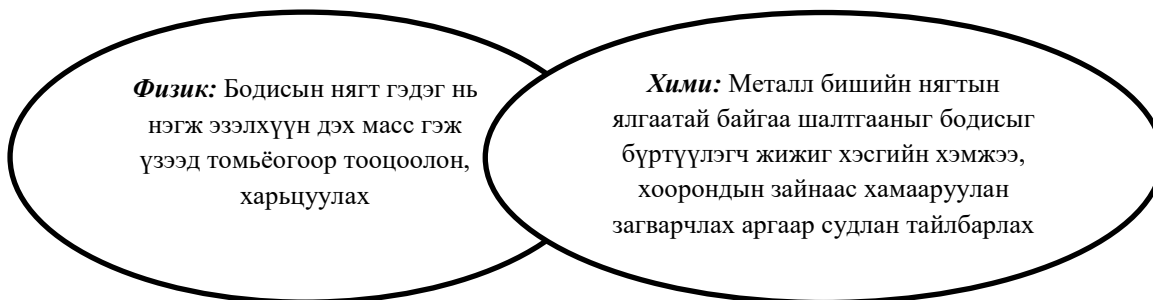 Физик: Бодисын нягт гэдэг нь
нэгж эзэлхүүн дэх масс гэж
үзээд томьёогоор тооцоолон,
харьцуулах
Хими: Металл бишийн нягтын
ялгаатай байгаа шалтгааныг бодисыг
бүртүүлэгч жижиг хэсгийн хэмжээ,
хоорондын зайнаас хамааруулан
загварчлах аргаар судлан тайлбарлах